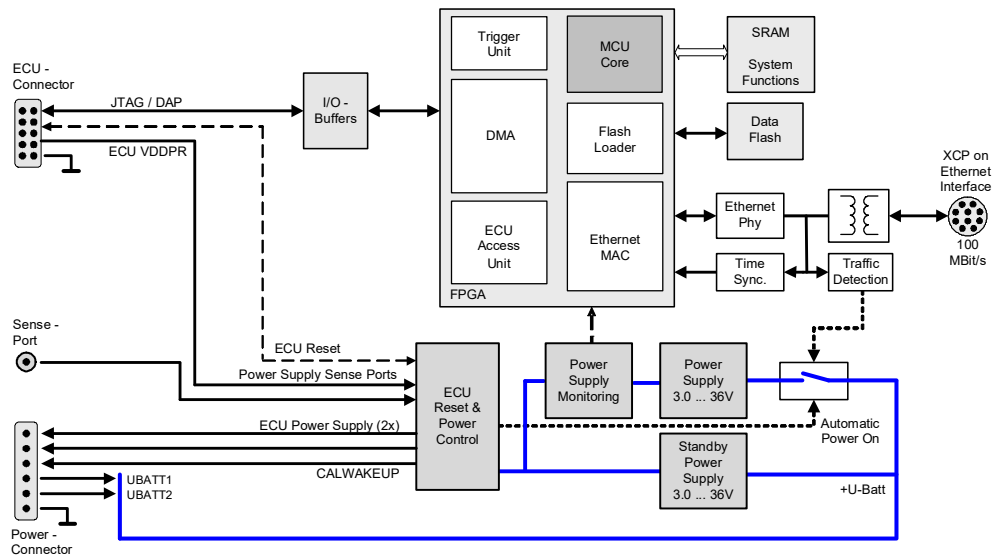 ECU -
Connector
JTAG / DAP
ECU VDDPR
I/O -
Buffers
Trigger
Unit
MCU
Core
DMA
Flash
Loader
ECU
Access
Unit
Ethernet
MAC
FPGA
SRAM
System
Functions
Data
Flash
Ethernet
Phy
Time
Sync.
Traffic
Detection
XCP on
Ethernet
Interface
100
MBit/s
Sense -
Port
ECU Reset
Power Supply Sense Ports
ECU
Reset &
Power
Control
Power
Supply
Monitoring
Power
Supply
3.0 ... 36V
Automatic
Power On
ECU Power Supply (2x)
CALWAKEUP
Standby
Power
Supply
3.0 ... 36V
+U-Batt
UBATT1
UBATT2
Power -
Connector